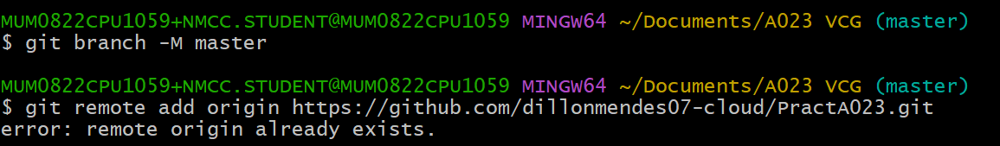 MUM0822CPU1059+NMCC.STUDENT@MUM0822CPU1059 MINGW64 ~/Documents/A023 VCG (master)
$ git branch -M master
MUM0822CPU1059+NMCC.STUDENT@MUM0822CPU1059 MINGW64 ~/Documents/A023 VCG (master)
$ git remote add origin https://github.com/dillonmendes07-cloud/PractA023.git
error: remote origin already exists.